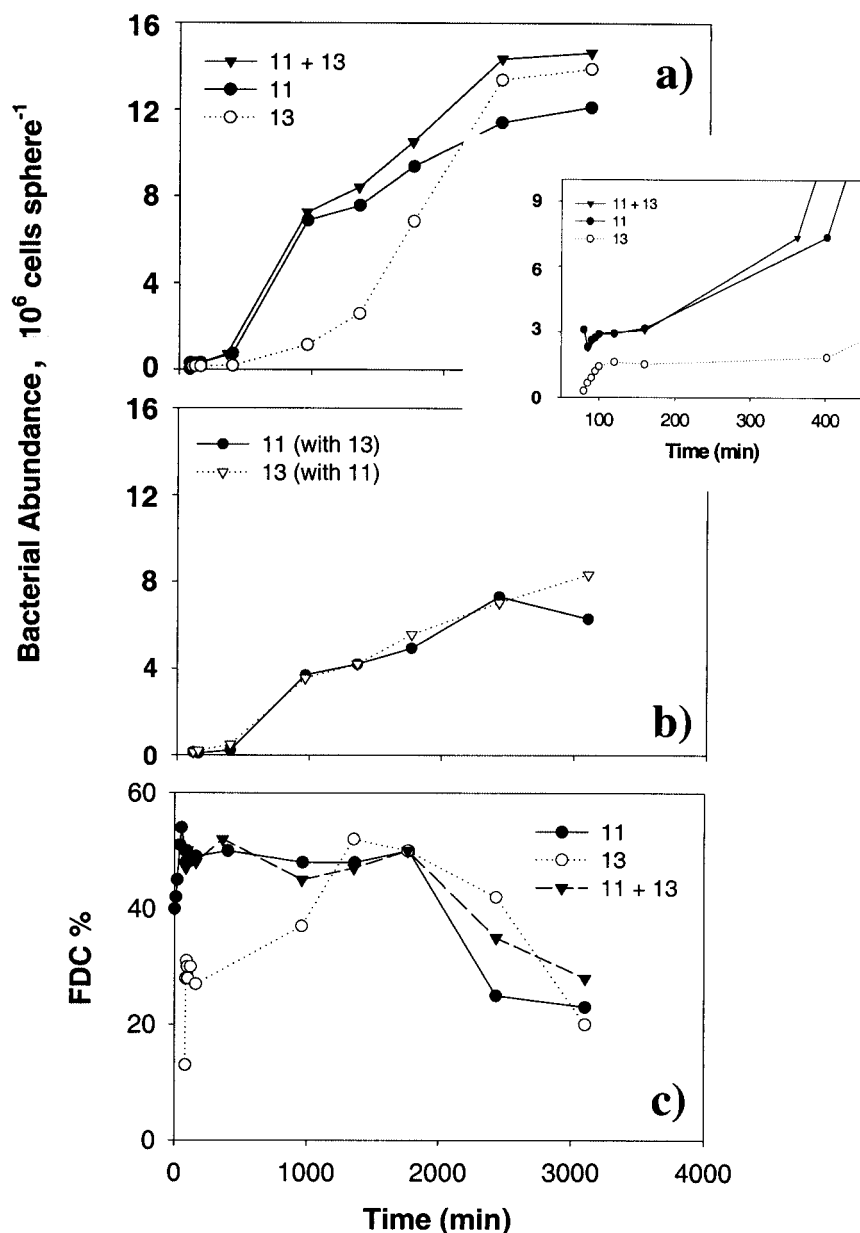 Bacterial Abundance, 10⁶ cells sphere⁻¹
16
12
8
4
0
11 + 13
11
13
a)
9
6
3
0
11 + 13
11
13
100 200 300 400
Time (min)
16
12
8
4
0
11 (with 13)
13 (with 11)
b)
FDC %
60
40
20
0
11
13
11 + 13
c)
0 1000 2000 3000 4000
Time (min)